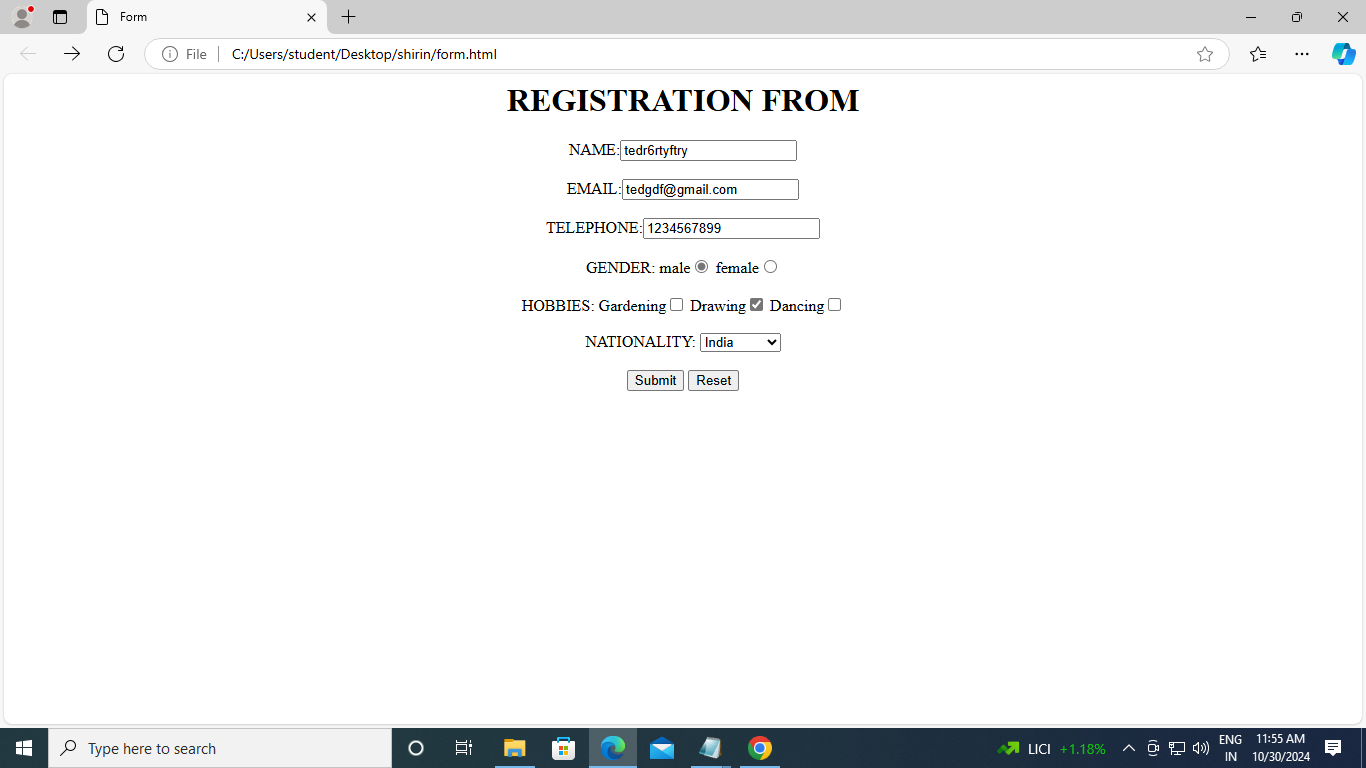 Form
File C:/Users/student/Desktop/shirin/form.html
REGISTRATION FROM
NAME: tedr6rtyftry
EMAIL: tedgdf@gmail.com
TELEPHONE: 1234567899
GENDER: male female
HOBBIES: Gardening Drawing Dancing
NATIONALITY: India
Submit Reset
Type here to search
LICI +1.18%
ENG
IN
11:55 AM
10/30/2024